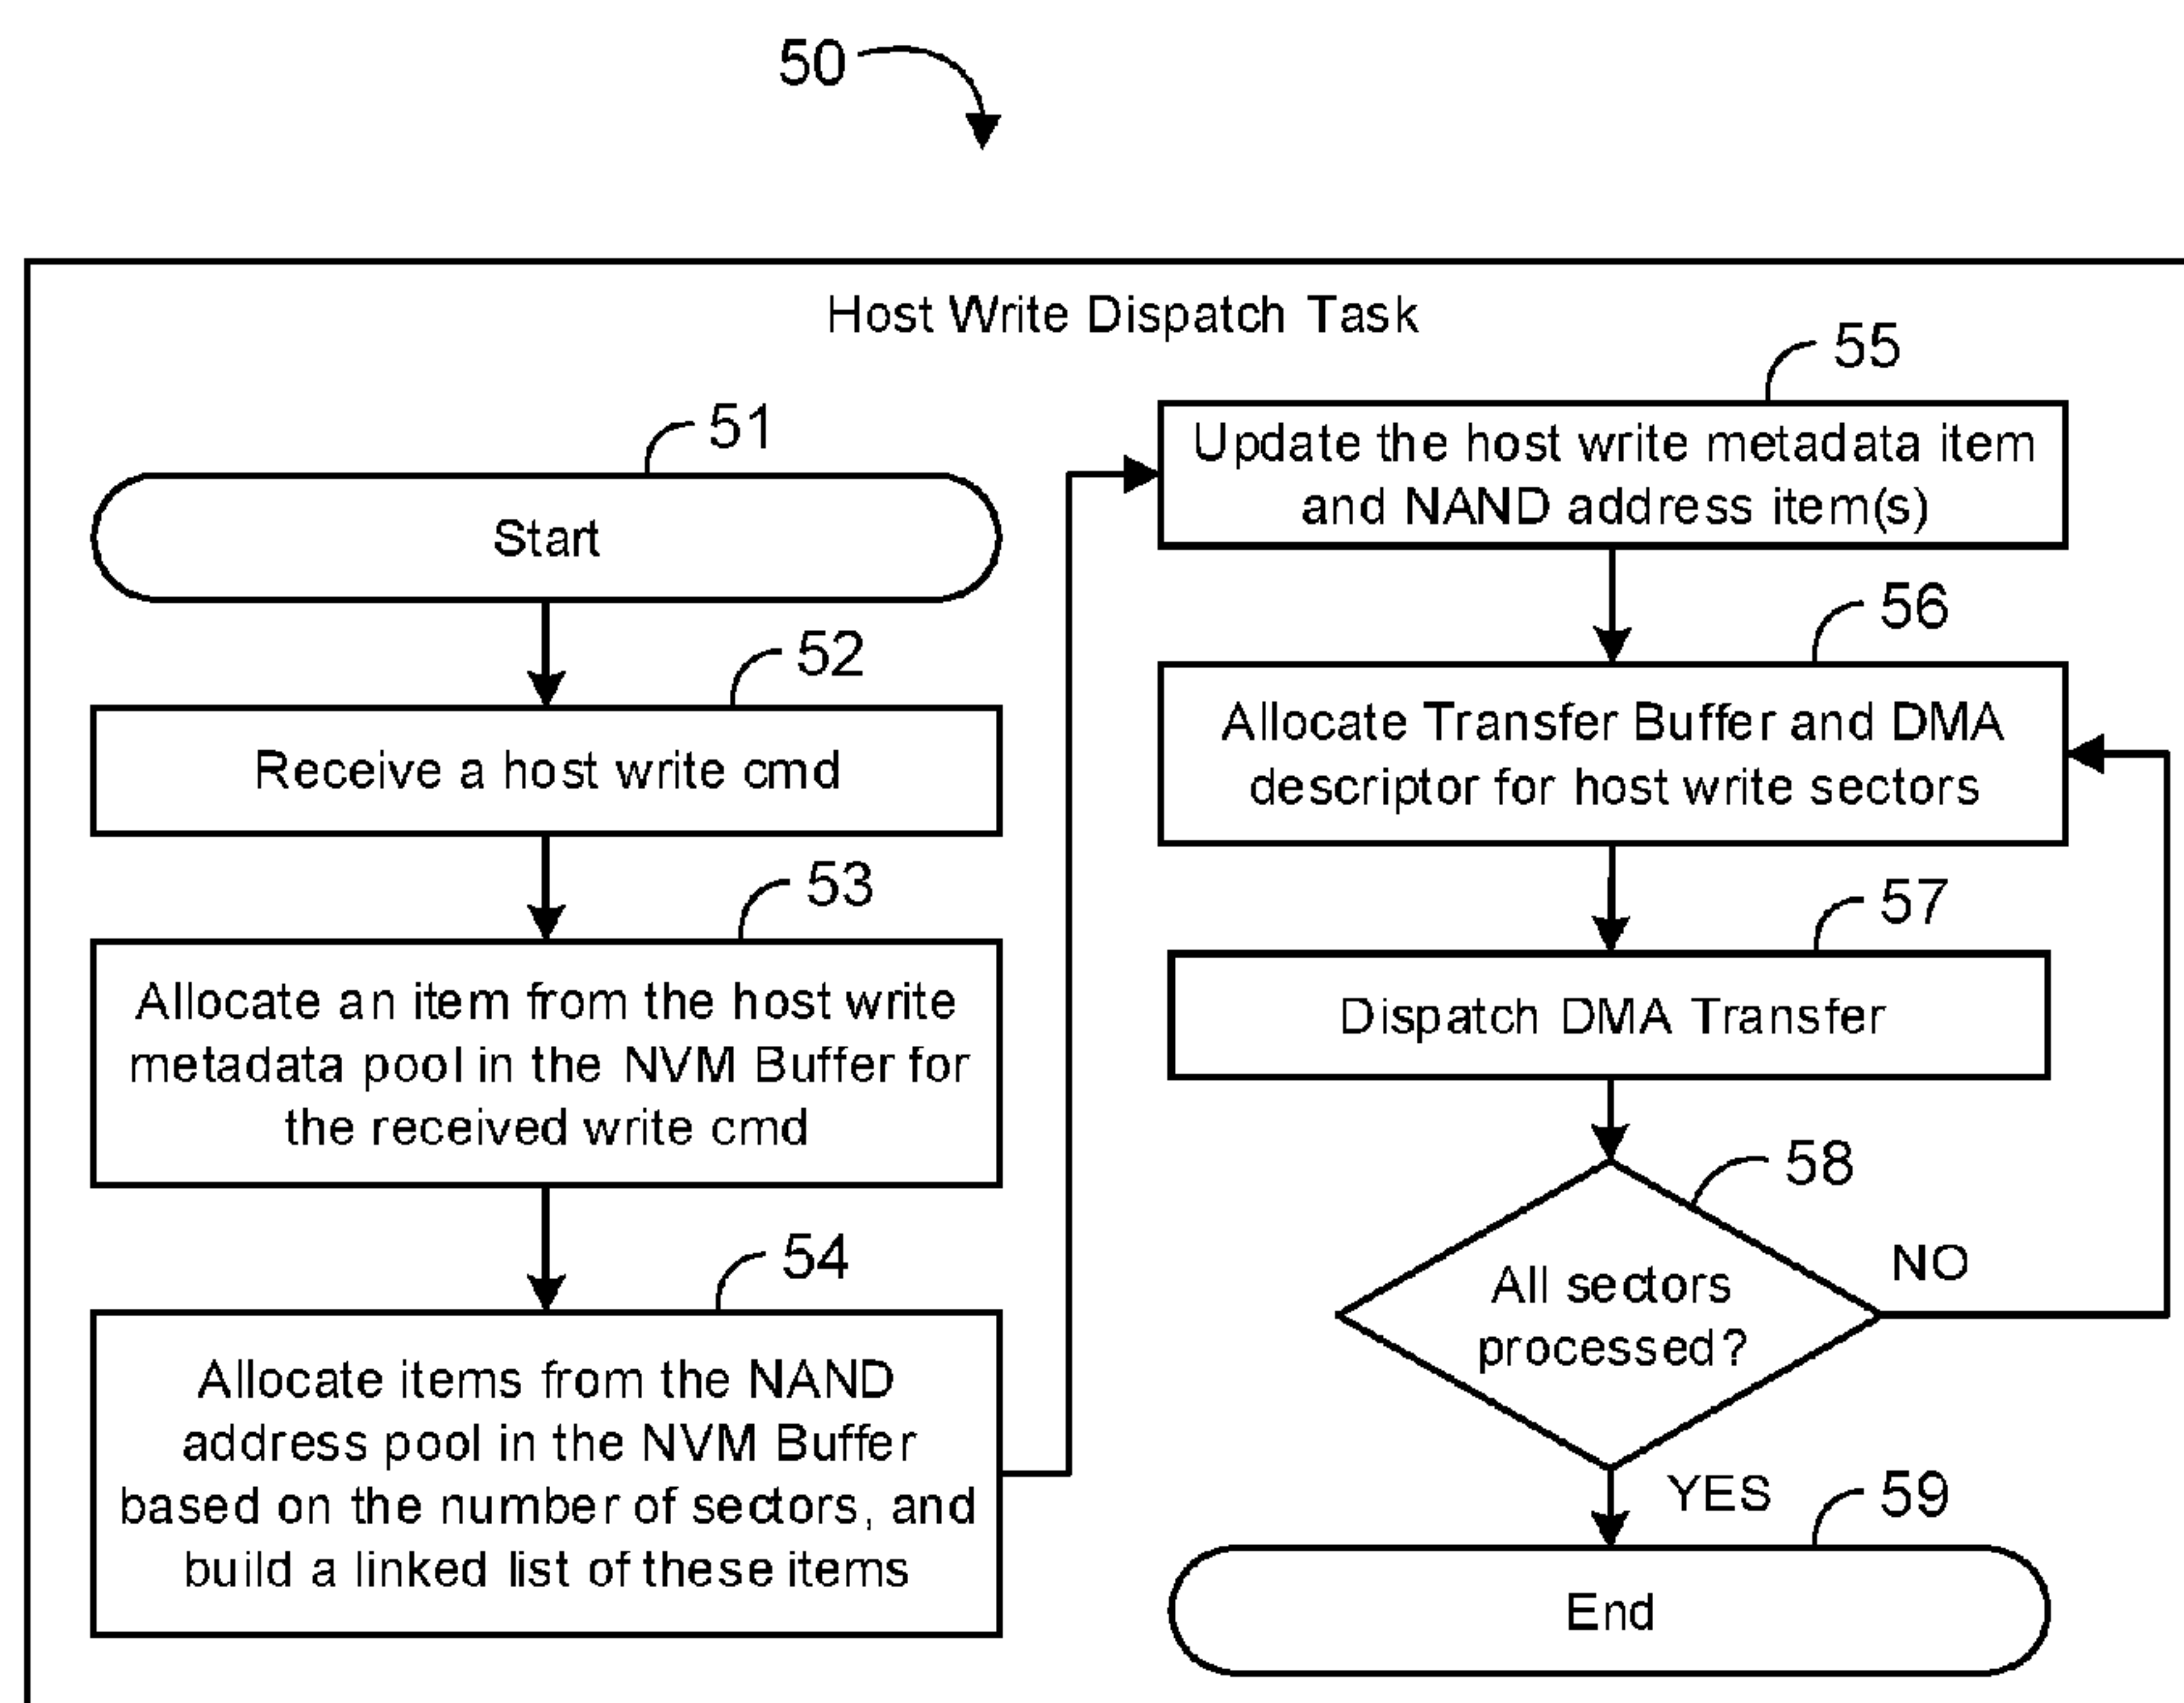 50
Host Write Dispatch Task
51
Start
52
Receive a host write cmd
53
Allocate an item from the host write
metadata pool in the NVM Buffer for
the received write cmd
54
Allocate items from the NAND
address pool in the NVM Buffer
based on the number of sectors, and
build a linked list of these items
55
Update the host write metadata item
and NAND address item(s)
56
Allocate Transfer Buffer and DMA
descriptor for host write sectors
57
Dispatch DMA Transfer
58
All sectors
processed?
NO
YES
59
End